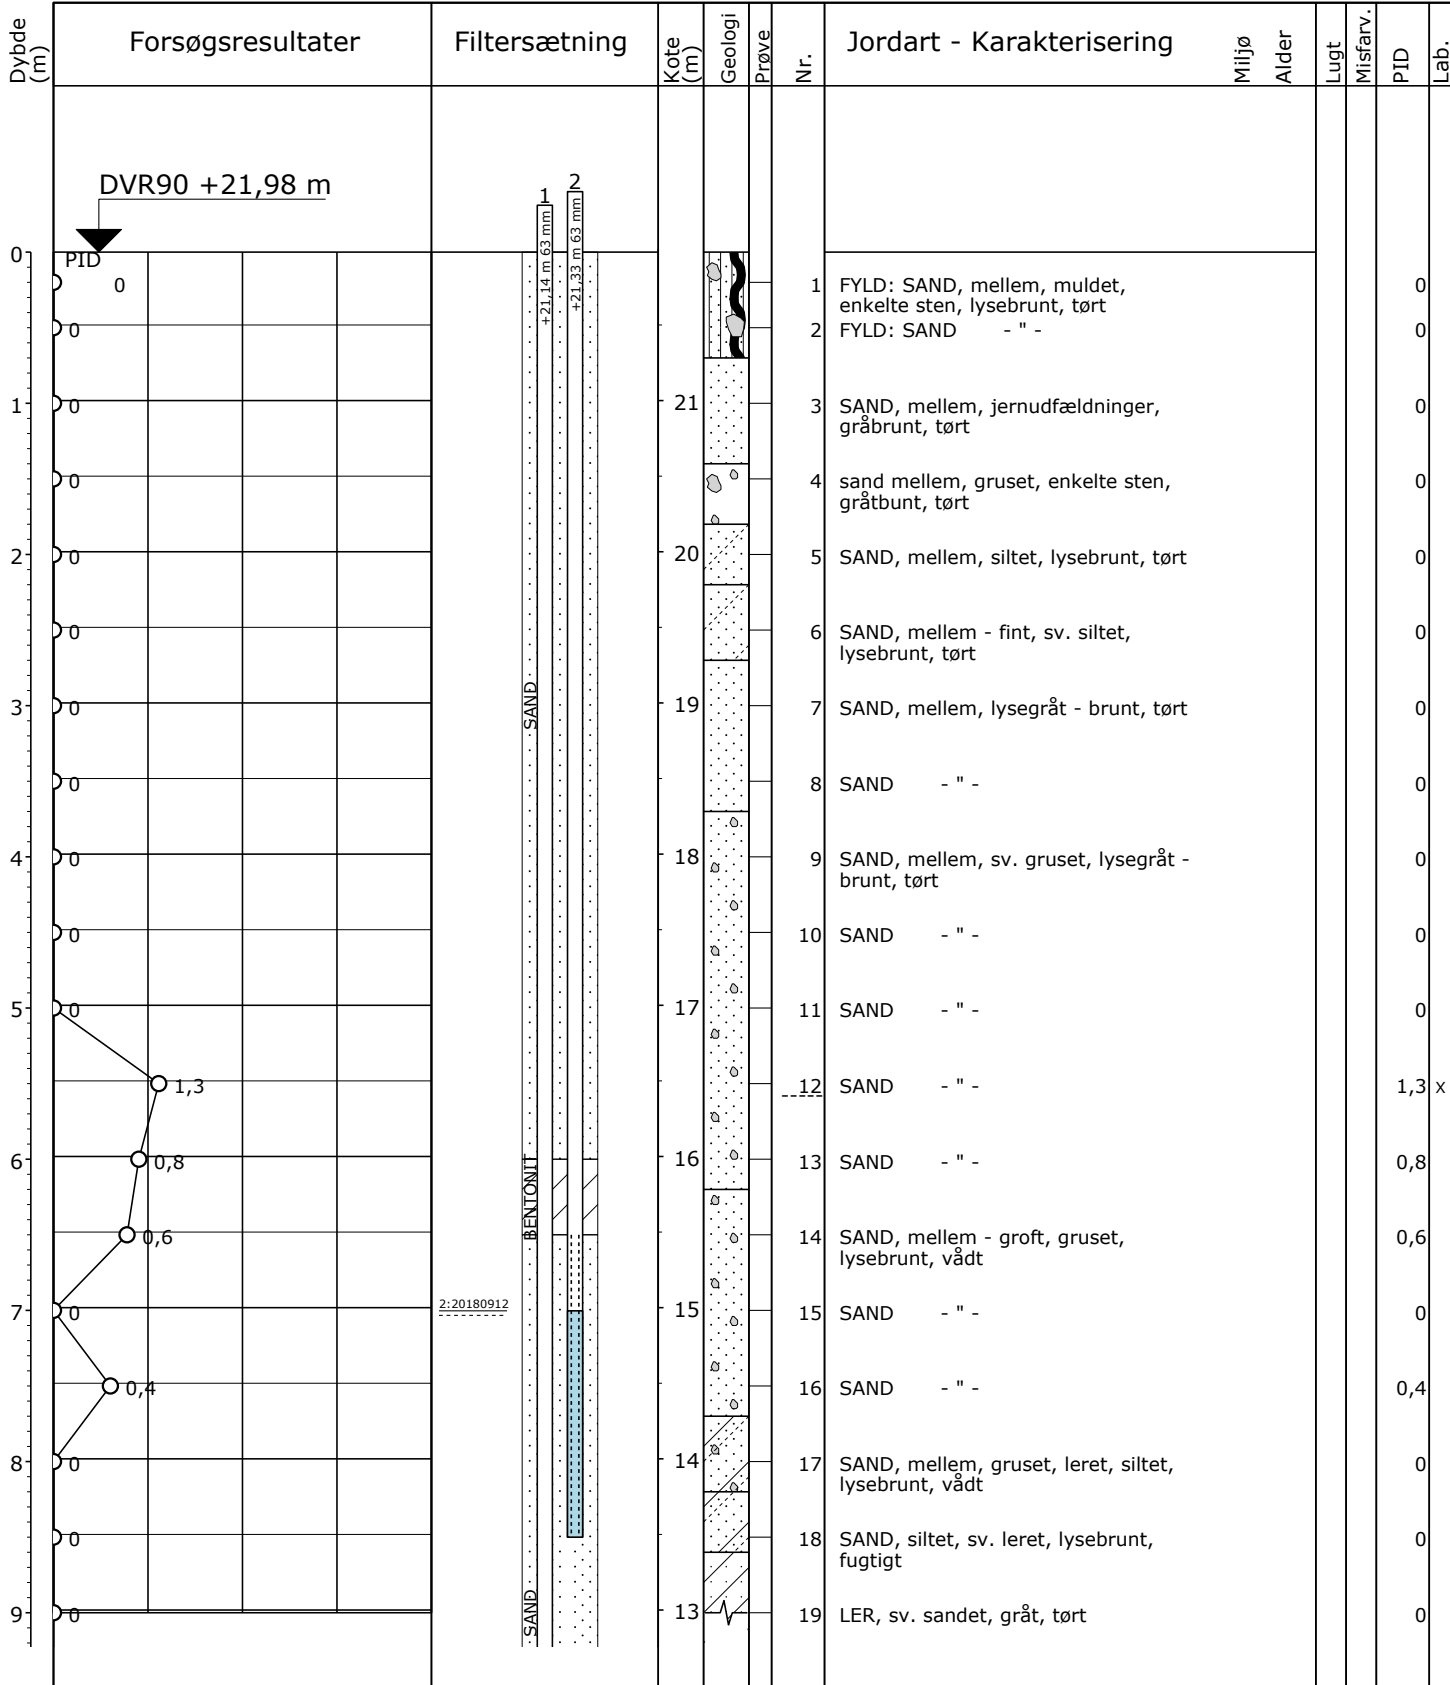 Dybde
(m)
Forsøgsresultater
Filtersætning
Kote
(m)
Geologi
Prøve
Nr.
Jordart - Karakterisering
Miljø
Alder
Lugt
Misfarv.
PID
Lab.
DVR90 +21,98 m
1
2
+21,14 m 63 mm
+21,33 m 63 mm
0
PID
0
1 FYLD: SAND, mellem, muldet,
enkelte sten, lysebrunt, tørt
0
0
2 FYLD: SAND - " -
0
1
0
21
3 SAND, mellem, jernudfældninger,
gråbrunt, tørt
0
0
4 sand mellem, gruset, enkelte sten,
gråtbunt, tørt
0
2
0
20
5 SAND, mellem, siltet, lysebrunt, tørt
0
0
6 SAND, mellem - fint, sv. siltet,
lysebrunt, tørt
0
3
0
SAND
19
7 SAND, mellem, lysegråt - brunt, tørt
0
0
8 SAND - " -
0
4
0
18
9 SAND, mellem, sv. gruset, lysegråt -
brunt, tørt
0
0
10 SAND - " -
0
5
0
17
11 SAND - " -
0
1,3
12 SAND - " -
1,3 x
6
0,8
BENTONIT
16
13 SAND - " -
0,8
0,6
14 SAND, mellem - groft, gruset,
lysebrunt, vådt
0,6
7
0
2:20180912
15
15 SAND - " -
0
0,4
16 SAND - " -
0,4
8
0
14
17 SAND, mellem, gruset, leret, siltet,
lysebrunt, vådt
0
0
18 SAND, siltet, sv. leret, lysebrunt,
fugtigt
0
9
0
SAND
13
19 LER, sv. sandet, gråt, tørt
0